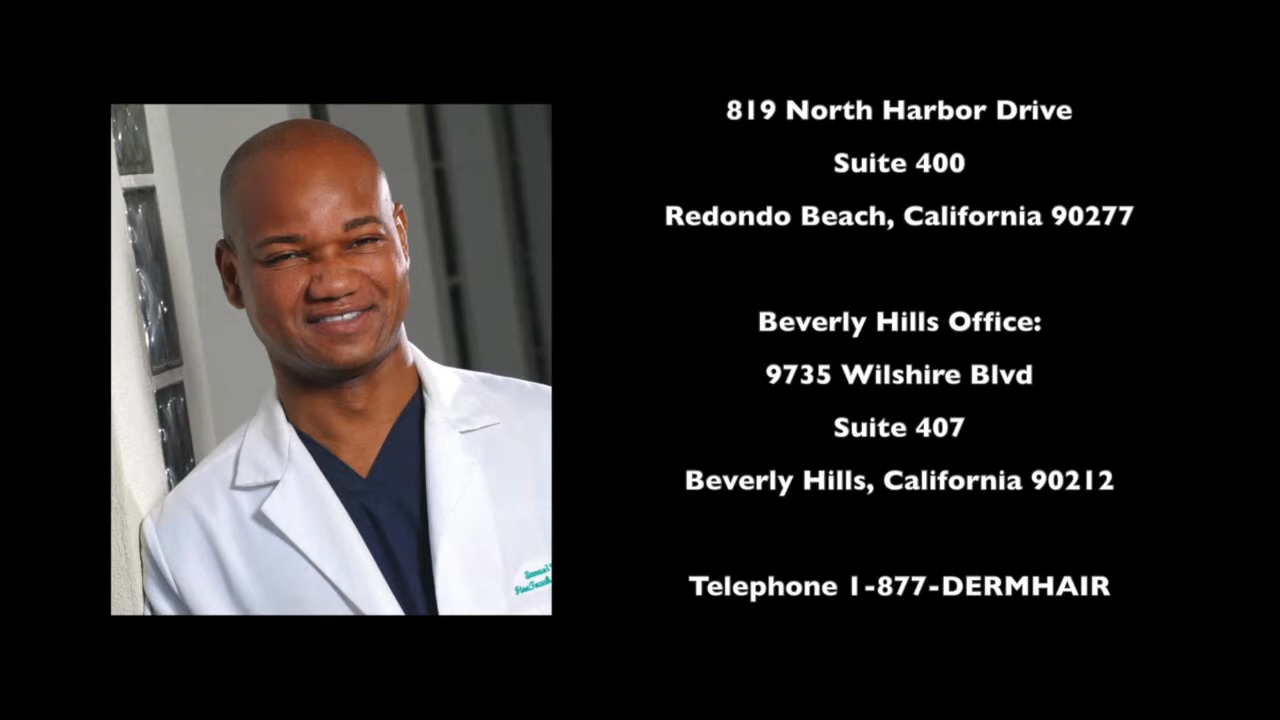 819 North Harbor Drive
Suite 400
Redondo Beach, California 90277
Beverly Hills Office:
9735 Wilshire Blvd
Suite 407
Beverly Hills, California 90212
Telephone 1-877-DERMHAIR